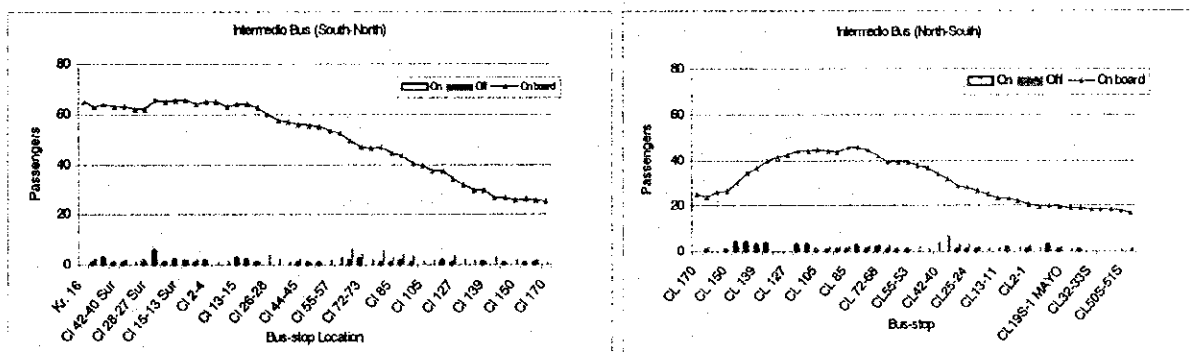 Intermedio Bus (South-North)
80
60
40
20
0
Passengers
On Off On board
Kr. 16
Cl 42-40 Sur
Cl 28-27 Sur
Cl 15-13 Sur
Cl 2-4
Cl 13-15
Cl 26-28
Cl 44-45
Cl 55-57
Cl 72-73
Cl 85
Cl 105
Cl 127
Cl 139
Cl 150
Cl 170
Bus-stop Location
Intermedio Bus (North-South)
80
60
40
20
0
Passengers
On Off On board
CL 170
CL 150
CL 139
CL 127
CL 105
CL 85
CL 72-68
CL55-53
CL42-40
CL25-24
CL13-11
CL2-1
CL19S-1 MAYO
CL32-33S
CL50S-51S
Bus-stop